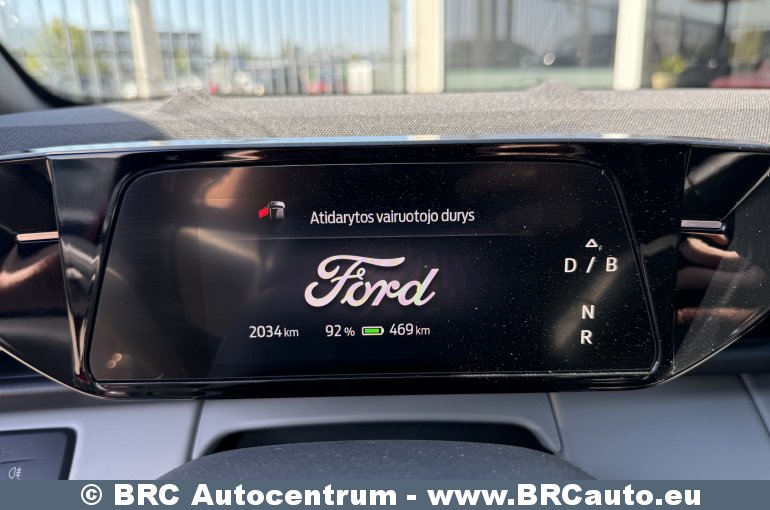 Atidarytos vairuotojo durys
Ford
D / B
2034 km 92 % 469 km
N
R
© BRC Autocentrum - www.BRCauto.eu